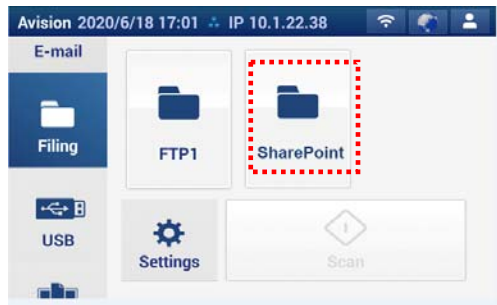 Avision 2020/6/18 17:01 IP 10.1.22.38
E-mail
Filing
FTP1
SharePoint
USB
Settings
Scan